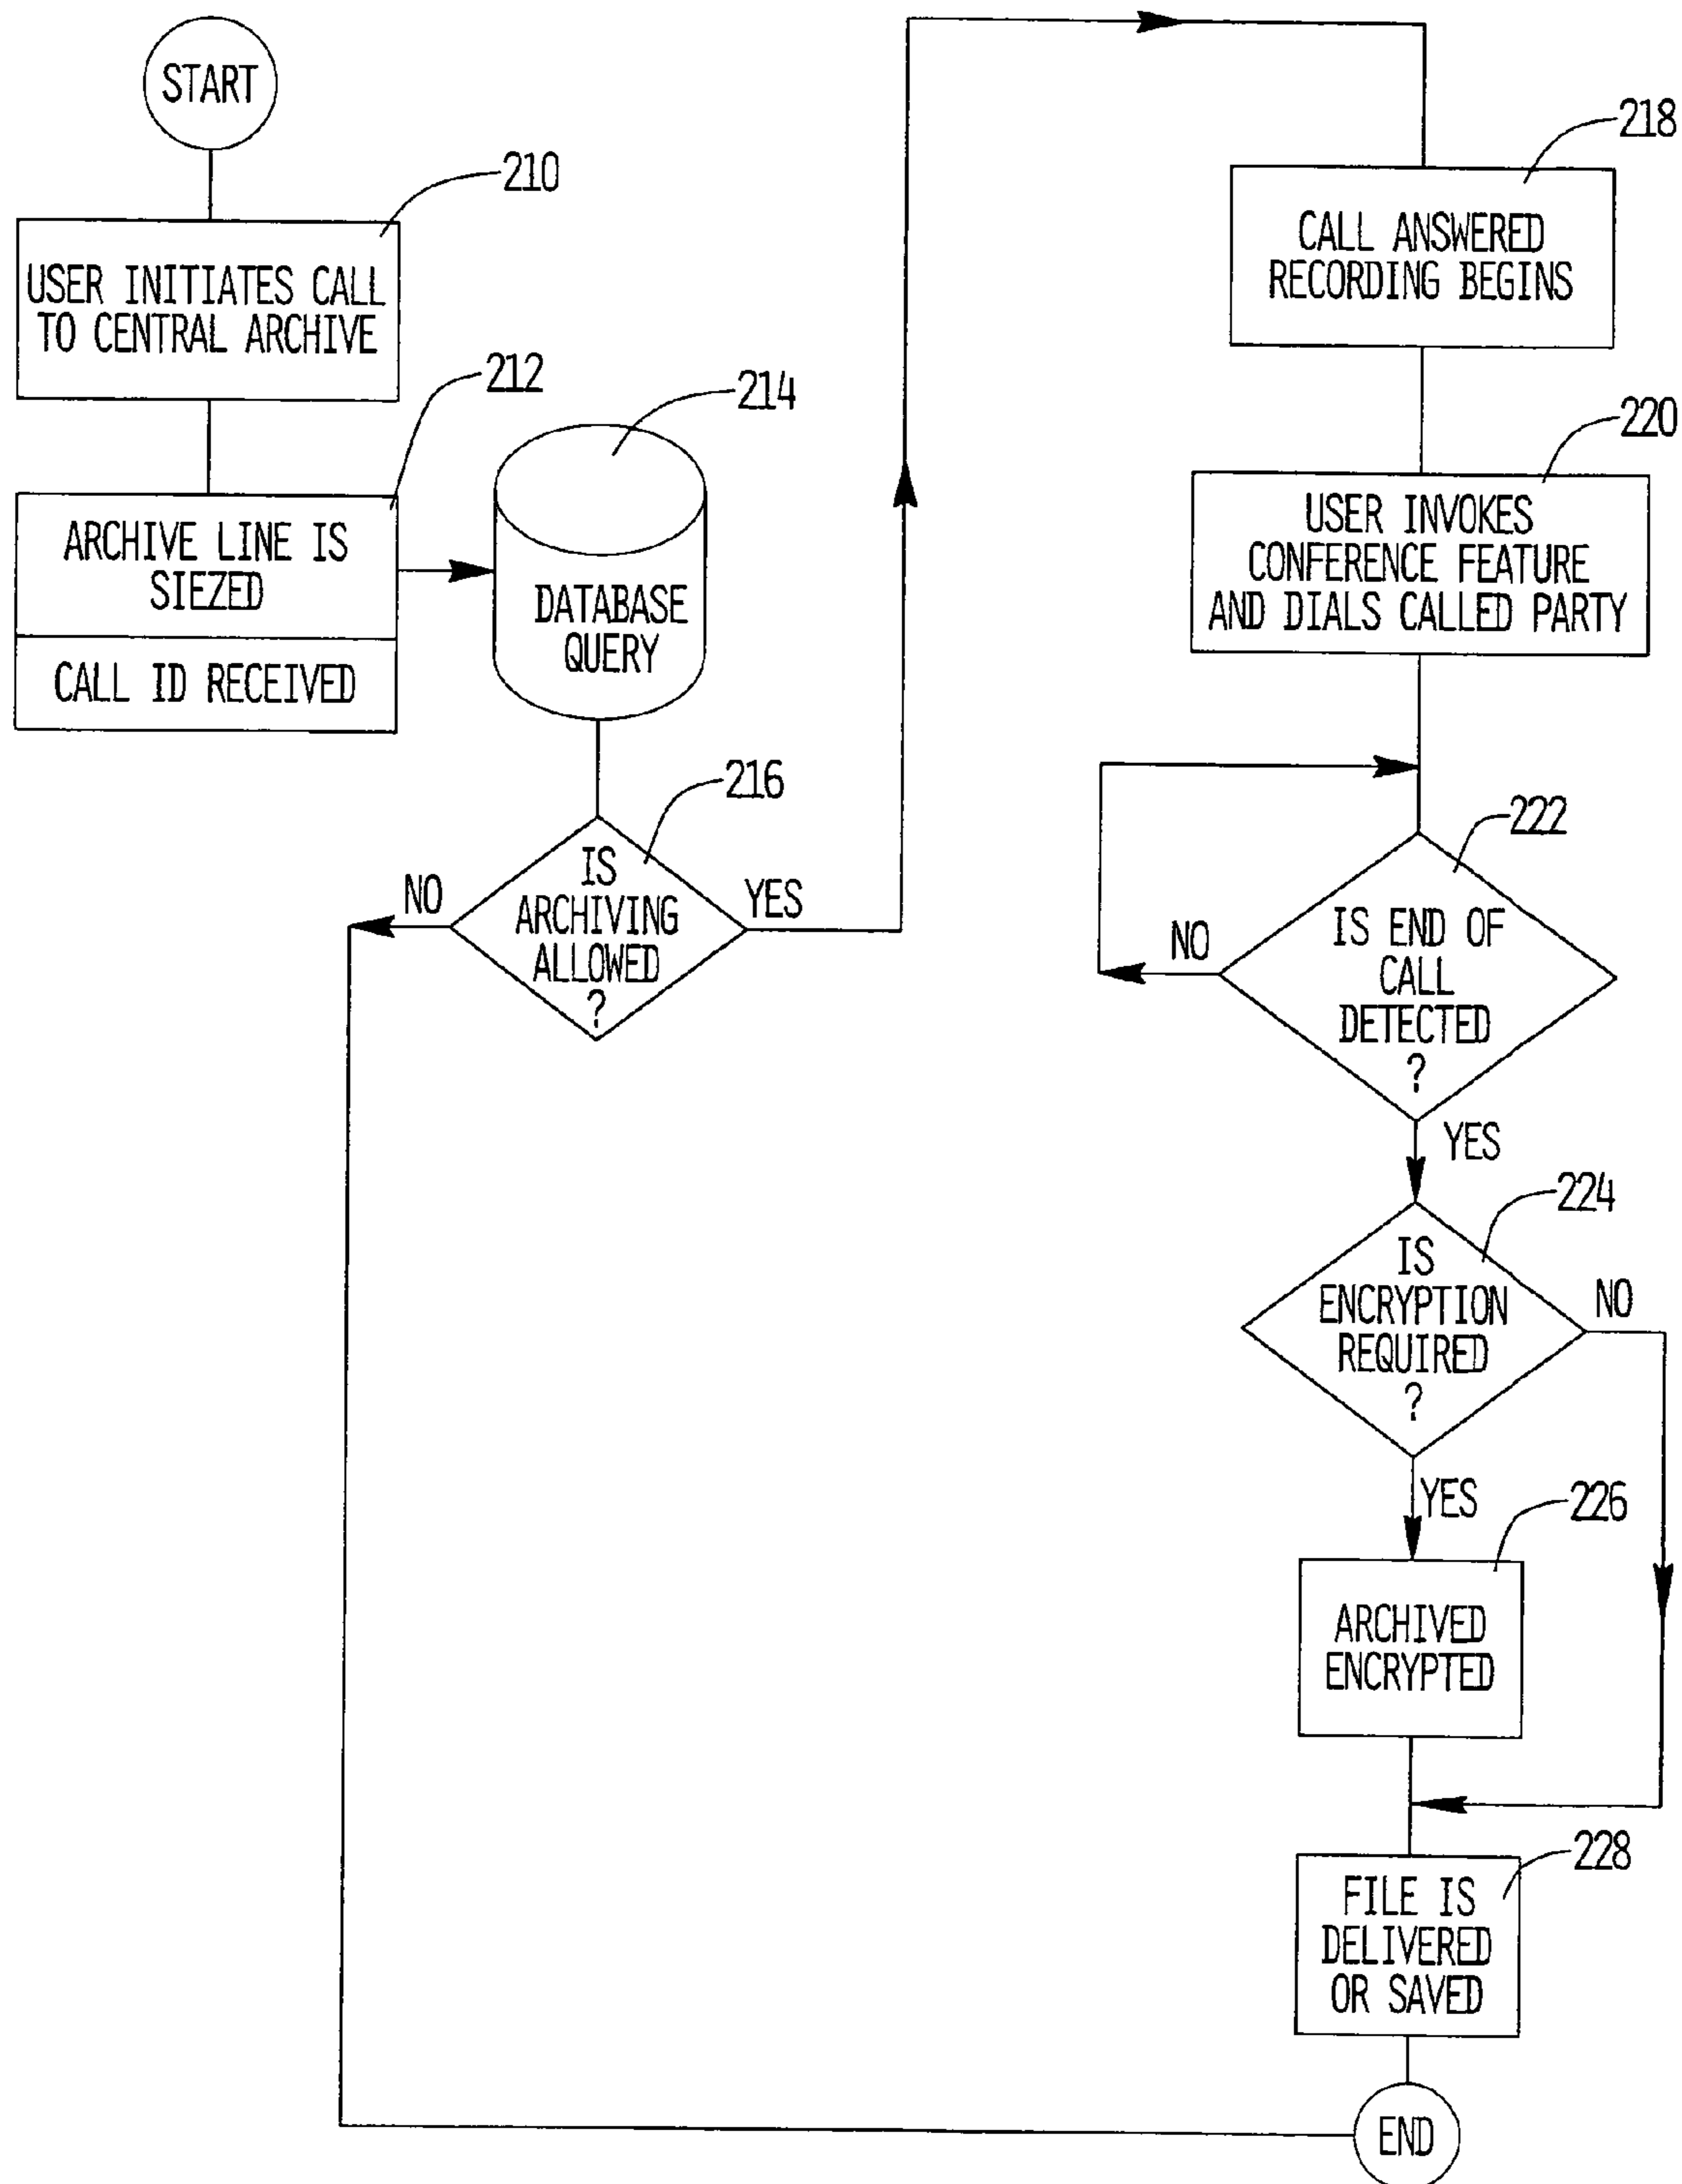 START
210
USER INITIATES CALL
TO CENTRAL ARCHIVE
212
ARCHIVE LINE IS
SIEZED
CALL ID RECEIVED
214
DATABASE
QUERY
216
IS
ARCHIVING
ALLOWED
?
NO
YES
218
CALL ANSWERED
RECORDING BEGINS
220
USER INVOKES
CONFERENCE FEATURE
AND DIALS CALLED PARTY
222
IS END OF
CALL
DETECTED
?
NO
YES
224
IS
ENCRYPTION
REQUIRED
?
NO
YES
226
ARCHIVED
ENCRYPTED
228
FILE IS
DELIVERED
OR SAVED
END